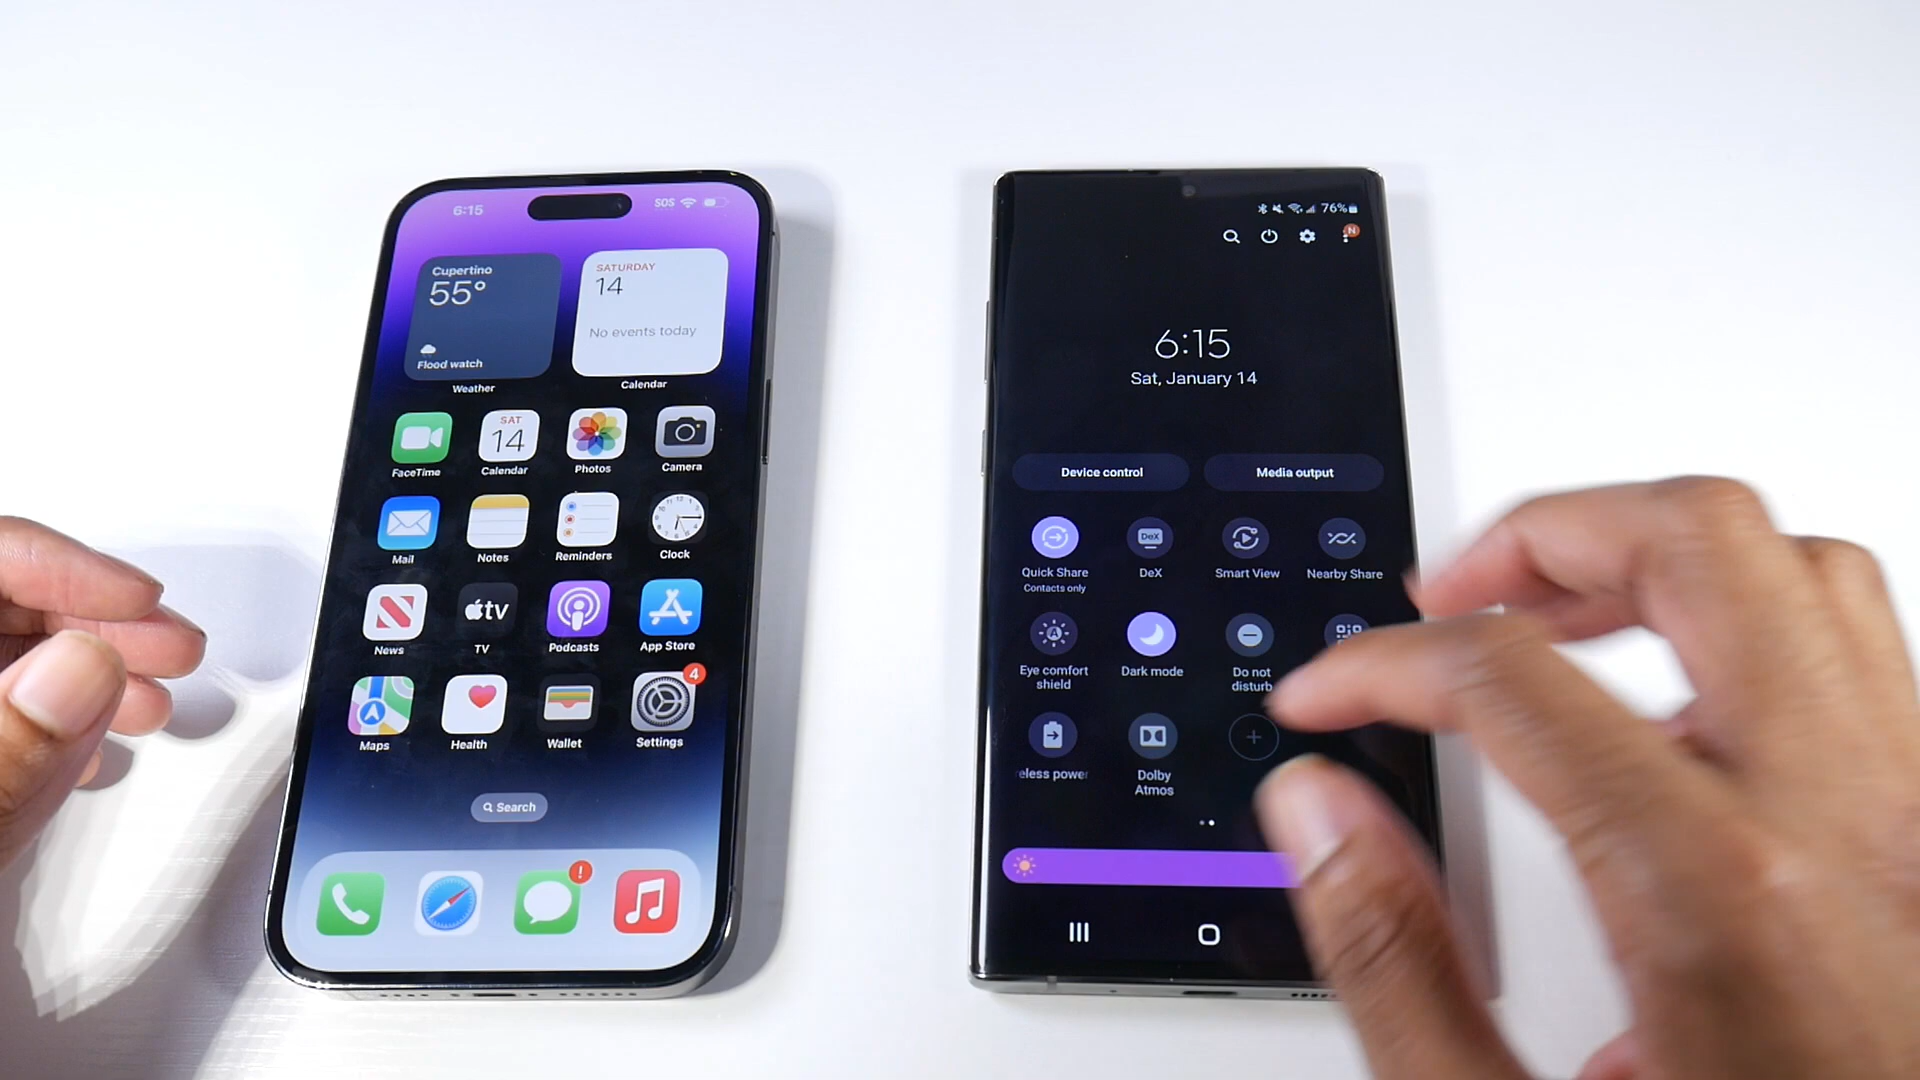 6:15
SOS
Cupertino
55°
Flood watch
Weather
SATURDAY
14
No events today
Calendar
FaceTime
SAT
14
Calendar
Photos
Camera
Mail
Notes
Reminders
Clock
News
tv
TV
Podcasts
App Store
Maps
Health
Wallet
4
Settings
Search
!
76%
N
6:15
Sat, January 14
Device control
Media output
Quick Share
Contacts only
DeX
DeX
Smart View
Nearby Share
Eye comfort
shield
Dark mode
Do not
disturb
eless power
Dolby
Atmos